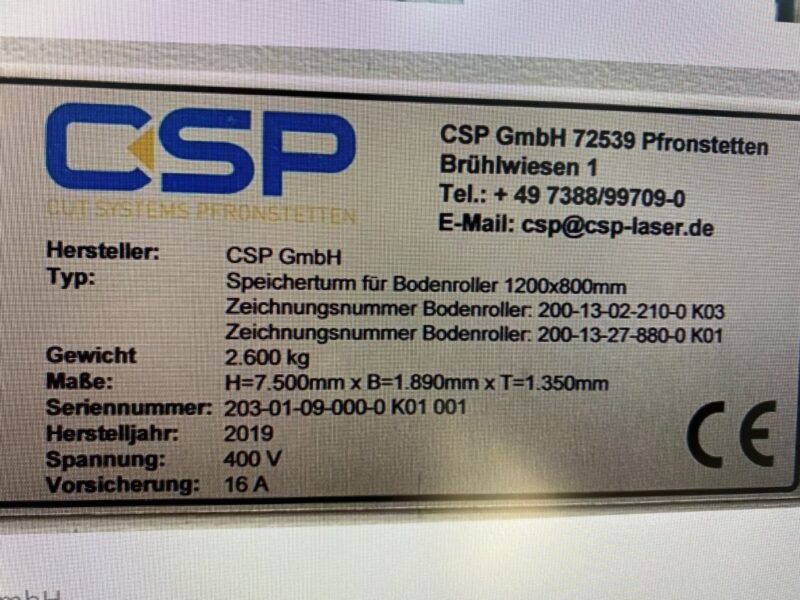 CSP
CUT SYSTEMS PFRONSTETTEN
CSP GmbH 72539 Pfronstetten
Brühlwiesen 1
Tel.: + 49 7388/99709-0
E-Mail: csp@csp-laser.de
Hersteller: CSP GmbH
Typ: Speicherturm für Bodenroller 1200x800mm
Zeichnungsnummer Bodenroller: 200-13-02-210-0 K03
Zeichnungsnummer Bodenroller: 200-13-27-880-0 K01
Gewicht 2.600 kg
Maße: H=7.500mm x B=1.890mm x T=1.350mm
Seriennummer: 203-01-09-000-0 K01 001
Herstelljahr: 2019
Spannung: 400 V
Vorsicherung: 16 A
CE